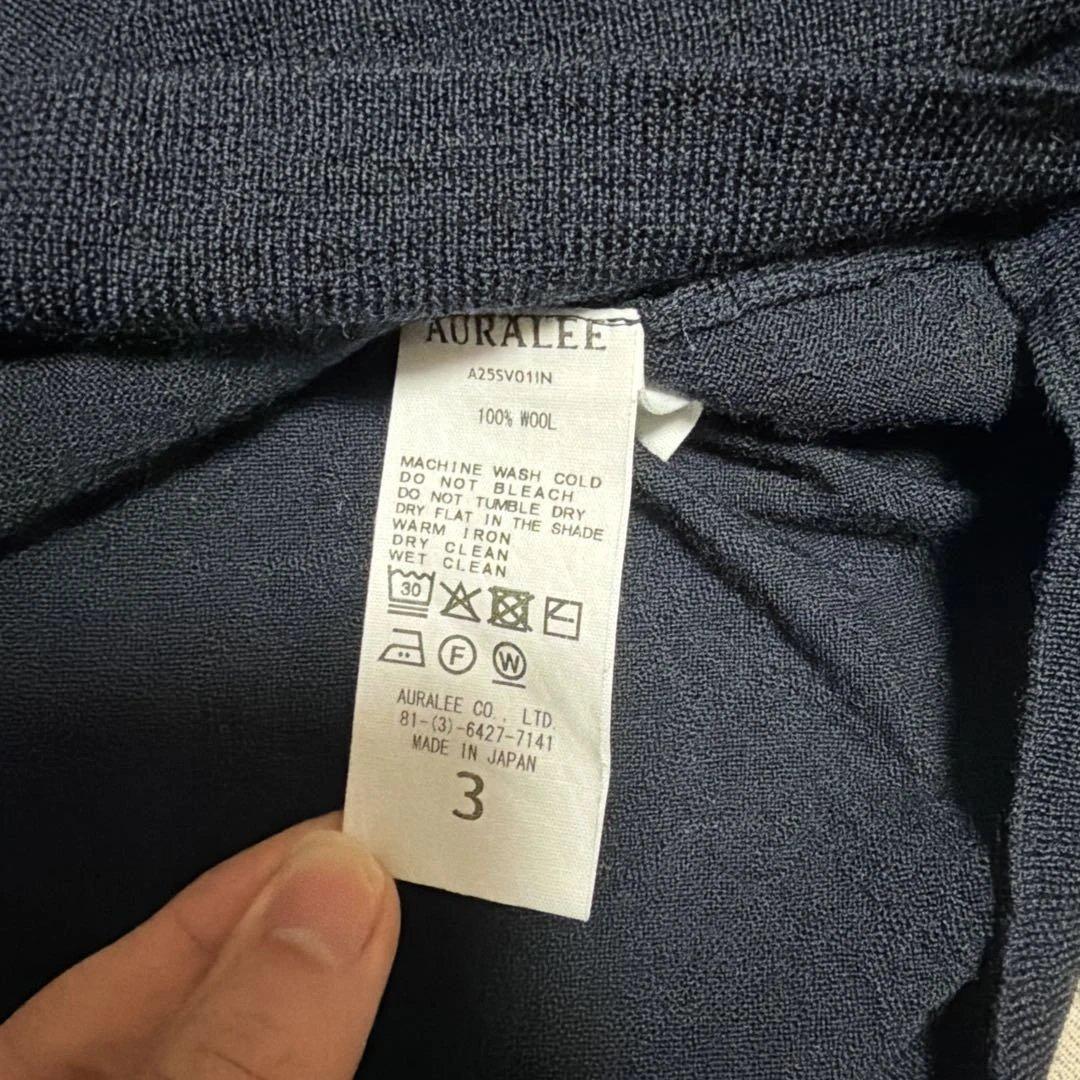 AURALEE
A25SV01IN
100% WOOL
MACHINE WASH COLD
DO NOT BLEACH
DO NOT TUMBLE DRY
DRY FLAT IN THE SHADE
WARM IRON
DRY CLEAN
WET CLEAN
30
F W
AURALEE CO., LTD.
81-(3)-6427-7141
MADE IN JAPAN
3